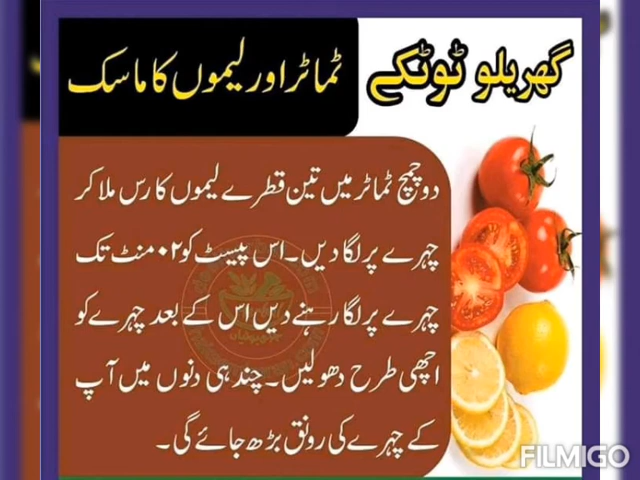 گھریلو ٹوٹکے
ٹماٹر اور لیموں کا ماسک
دو چمچ ٹماٹر میں تین قطرے لیموں کا رس ملا کر
چہرے پر لگا دیں۔ اس پیسٹ کو ۰۲ منٹ تک
چہرے پر لگا رہنے دیں اس کے بعد چہرے کو
اچھی طرح دھولیں۔ چند ہی دنوں میں آپ
کے چہرے کی رونق بڑھ جائے گی۔
FILMIGO